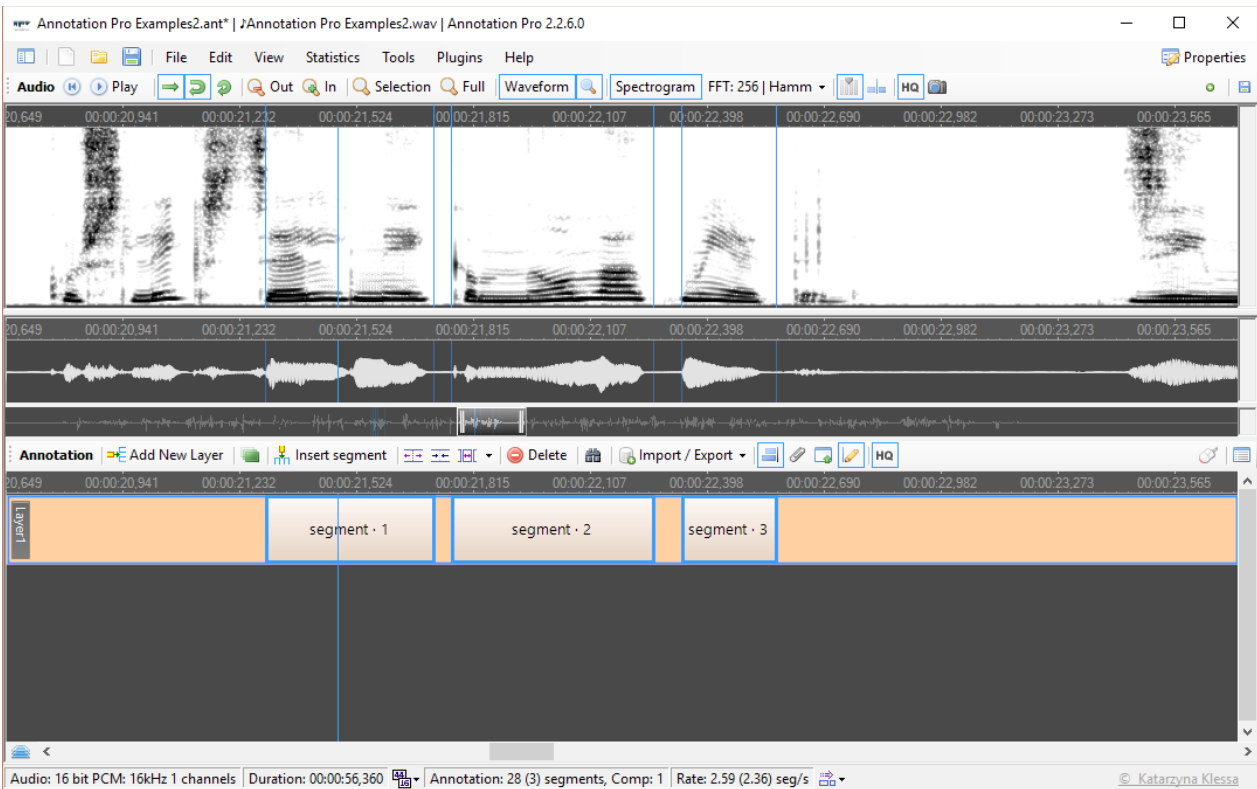 Annotation Pro Examples2.ant* | ♪Annotation Pro Examples2.wav | Annotation Pro 2.2.6.0
File Edit View Statistics Tools Plugins Help Properties
Audio Play Out In Selection Full Waveform Spectrogram FFT: 256 | Hamm HQ
20,649 00:00:20,941 00:00:21,232 00:00:21,524 00:00:21,815 00:00:22,107 00:00:22,398 00:00:22,690 00:00:22,982 00:00:23,273 00:00:23,565
20,649 00:00:20,941 00:00:21,232 00:00:21,524 00:00:21,815 00:00:22,107 00:00:22,398 00:00:22,690 00:00:22,982 00:00:23,273 00:00:23,565
Annotation Add New Layer Insert segment Delete Import / Export HQ
20,649 00:00:20,941 00:00:21,232 00:00:21,524 00:00:21,815 00:00:22,107 00:00:22,398 00:00:22,690 00:00:22,982 00:00:23,273 00:00:23,565
Layer1 segment · 1 segment · 2 segment · 3
Audio: 16 bit PCM: 16kHz 1 channels Duration: 00:00:56,360 44 16 Annotation: 28 (3) segments, Comp: 1 Rate: 2.59 (2.36) seg/s © Katarzyna Klessa